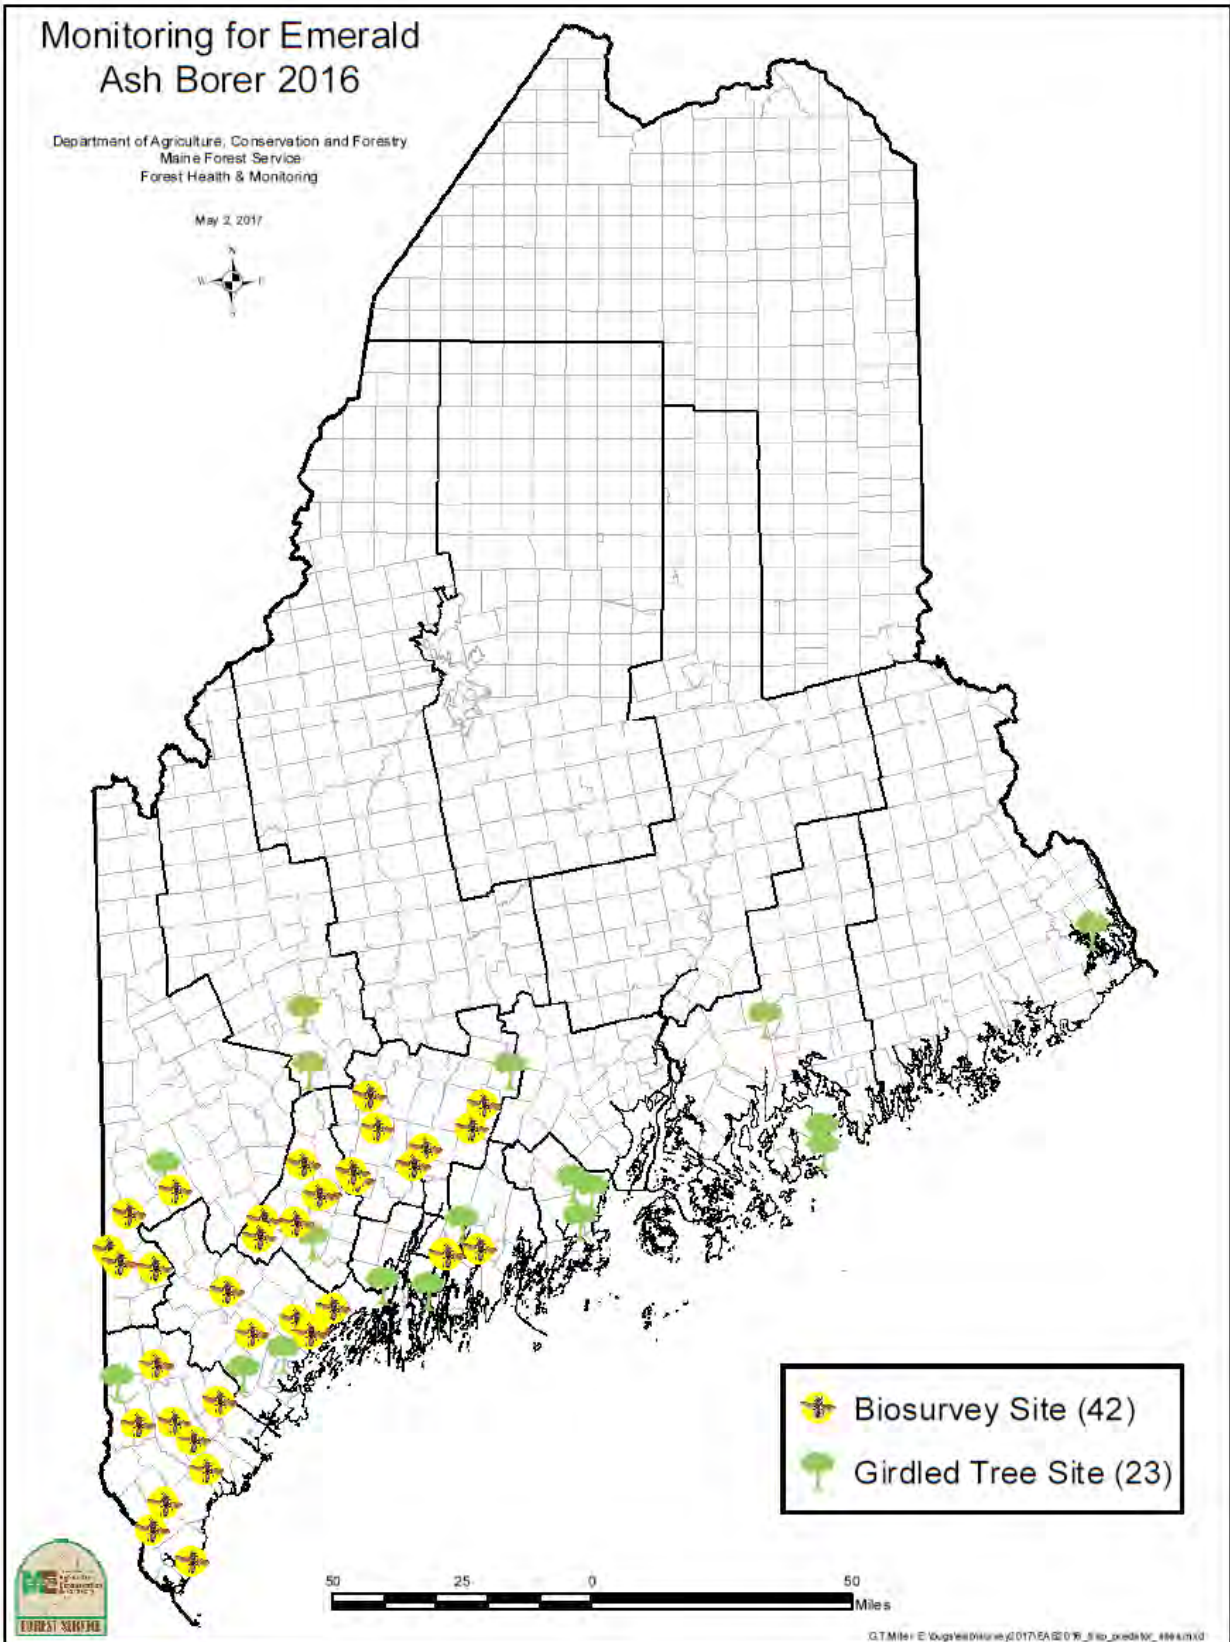 Monitoring for Emerald
Ash Borer 2016
Department of Agriculture, Conservation and Forestry
Maine Forest Service
Forest Health & Monitoring
May 2, 2017
N
W E
S
Biosurvey Site (42)
Girdled Tree Site (23)
50 25 0 50
Miles
FOREST SERVICE
G.T.Miller